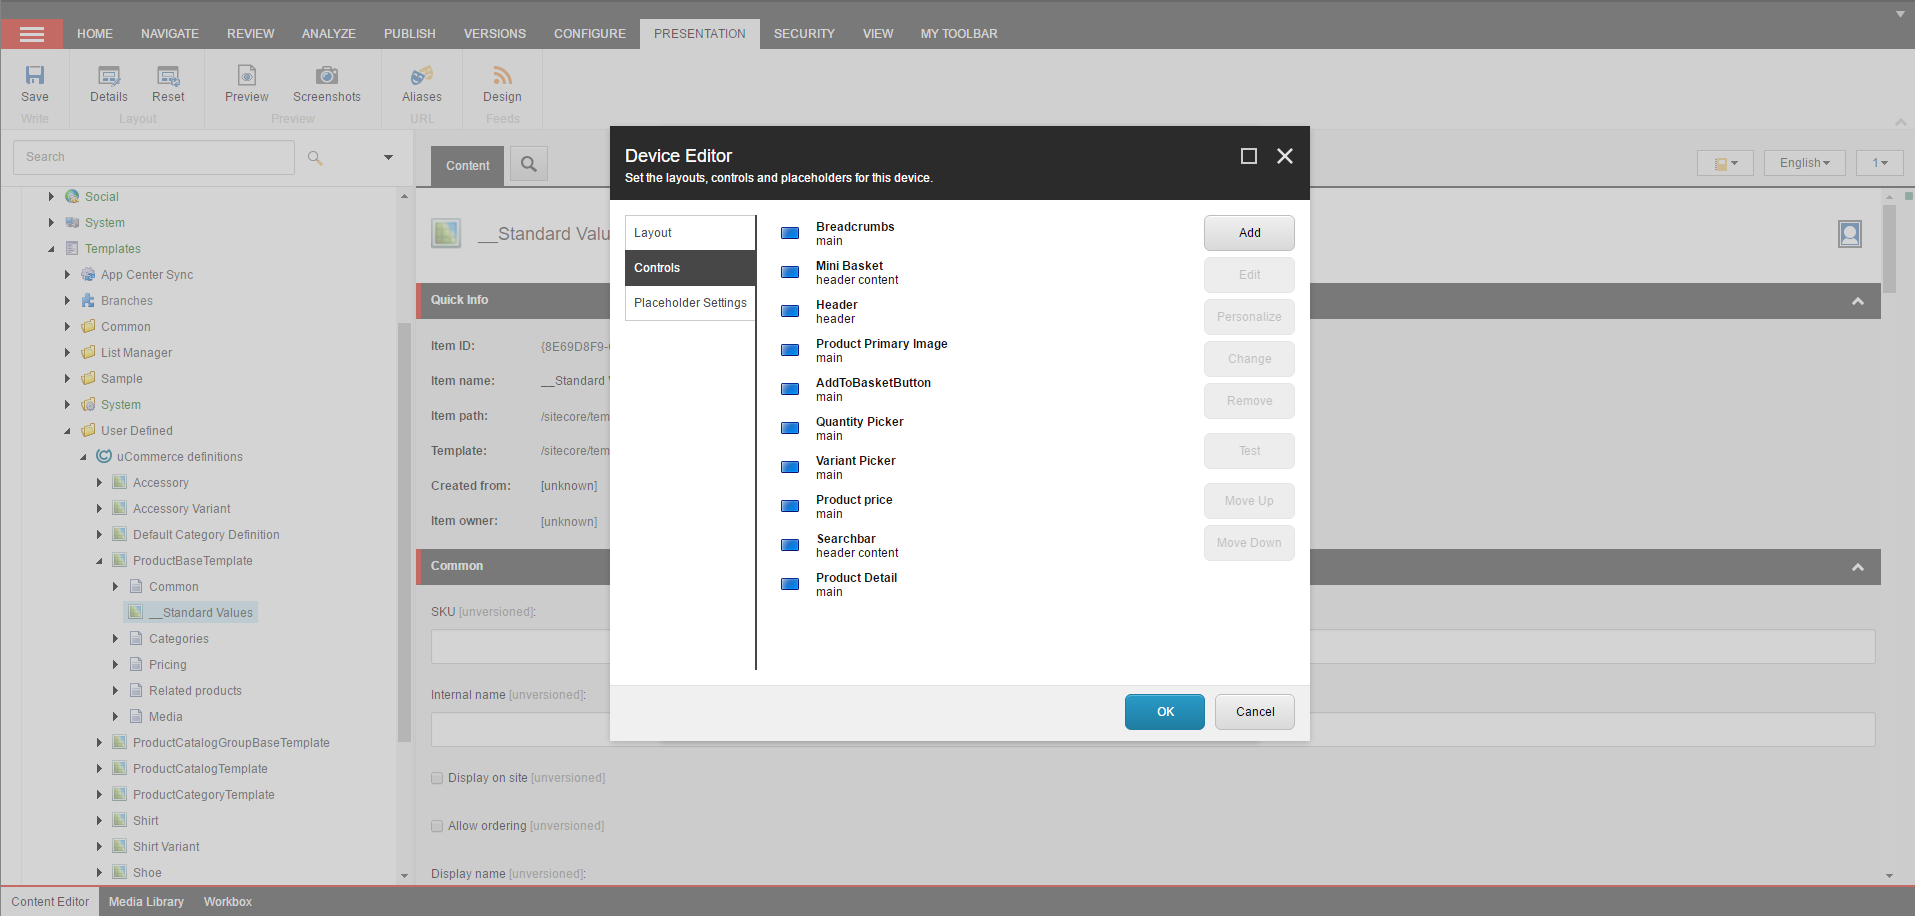 HOME NAVIGATE REVIEW ANALYZE PUBLISH VERSIONS CONFIGURE PRESENTATION SECURITY VIEW MY TOOLBAR
Save Details Reset Preview Screenshots Aliases Design
Write Layout Preview URL Feeds
Search
Social
System
Templates
App Center Sync
Branches
Common
List Manager
Sample
System
User Defined
uCommerce definitions
Accessory
Accessory Variant
Default Category Definition
ProductBaseTemplate
Common
__Standard Values
Categories
Pricing
Related products
Media
ProductCatalogGroupBaseTemplate
ProductCatalogTemplate
ProductCategoryTemplate
Shirt
Shirt Variant
Shoe
Content
English
1
__Standard Valu
Quick Info
Item ID: {8E69D8F9-
Item name: __Standard
Item path: /sitecore/tem
Template: /sitecore/tem
Created from: [unknown]
Item owner: [unknown]
Common
SKU [unversioned]:
Internal name [unversioned]:
Display on site [unversioned]
Allow ordering [unversioned]
Display name [unversioned]:
Device Editor
Set the layouts, controls and placeholders for this device.
Layout
Controls
Placeholder Settings
Breadcrumbs
main
Mini Basket
header content
Header
header
Product Primary Image
main
AddToBasketButton
main
Quantity Picker
main
Variant Picker
main
Product price
main
Searchbar
header content
Product Detail
main
Add
Edit
Personalize
Change
Remove
Test
Move Up
Move Down
OK Cancel
Content Editor Media Library Workbox